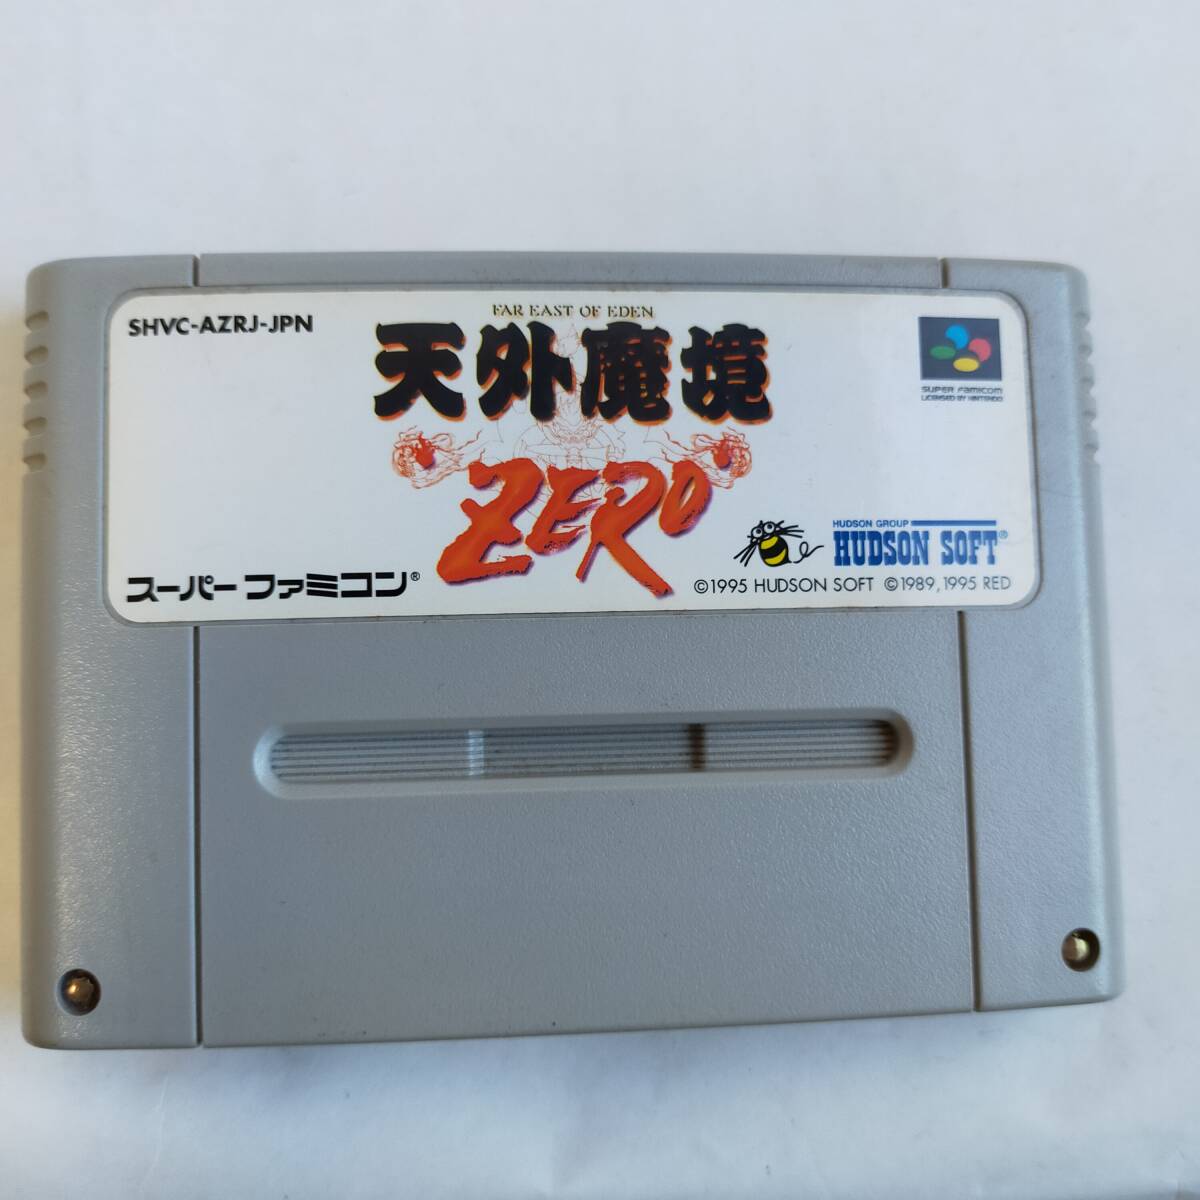 SHVC-AZRJ-JPN
FAR EAST OF EDEN
天外魔境
ZERO
SUPER FAMICOM
LICENSED BY NINTENDO
HUDSON GROUP
HUDSON SOFT®
スーパーファミコン®
©1995 HUDSON SOFT ©1989, 1995 RED